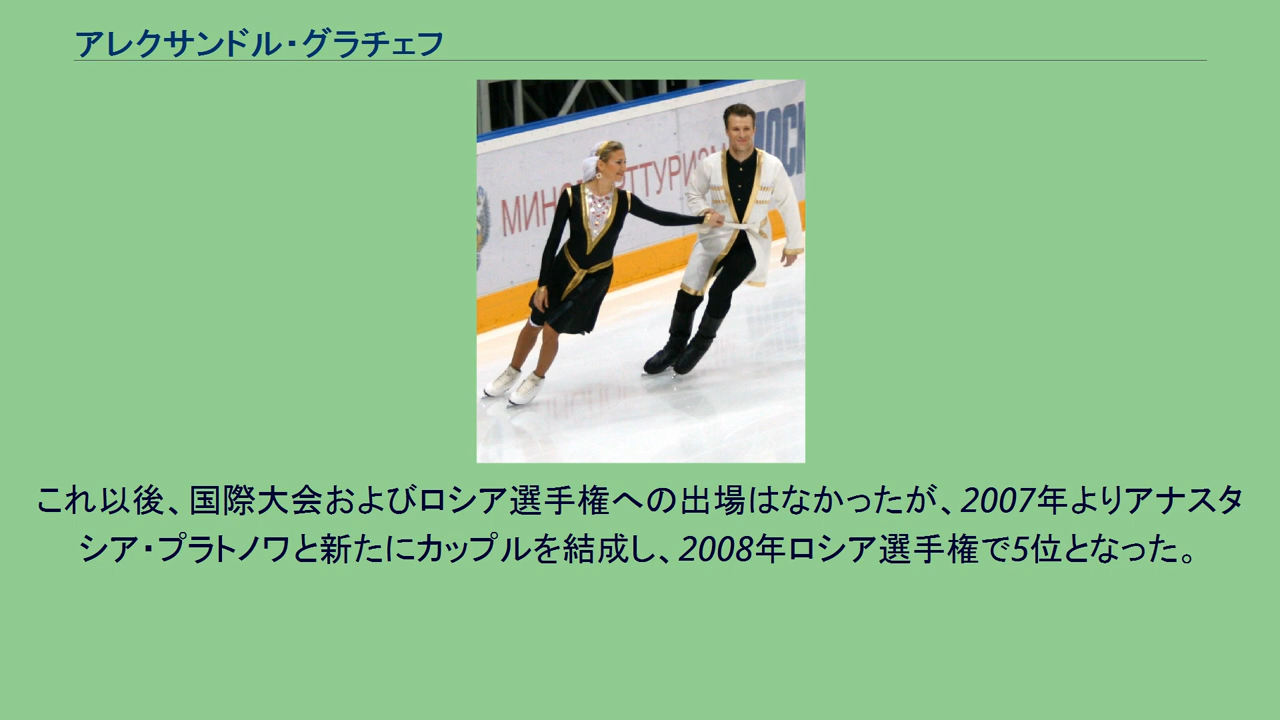 アレクサンドル・グラチェフ
МИНСПОРТТУРИЗМ
これ以後、国際大会およびロシア選手権への出場はなかったが、2007年よりアナスタ
シア・プラトノワと新たにカップルを結成し、2008年ロシア選手権で5位となった。